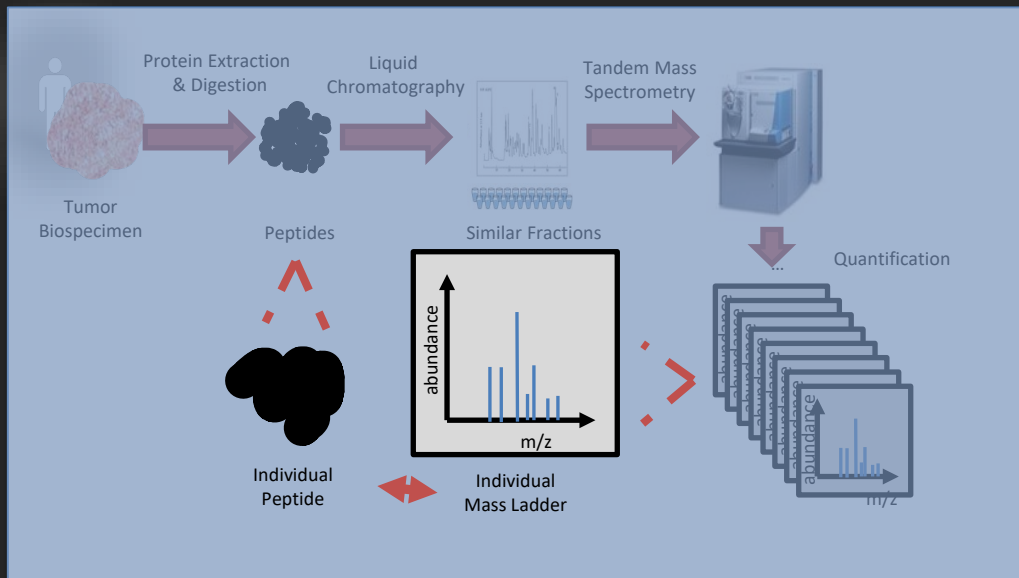 Protein Extraction
& Digestion
Liquid
Chromatography
Tandem Mass
Spectrometry
Tumor
Biospecimen
Peptides
Similar Fractions
...
Quantification
abundance
m/z
Individual
Peptide
Individual
Mass Ladder
abundance
abundance
m/z